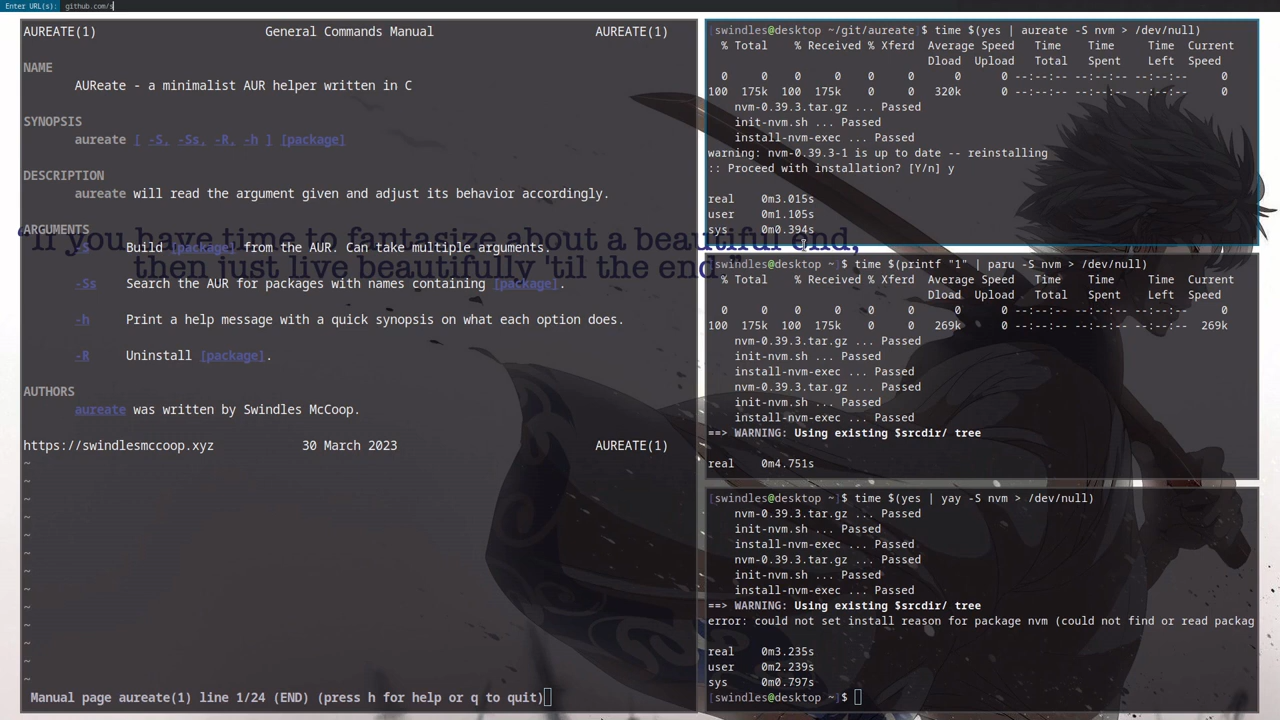 Enter URL(s): github.com/s
AUREATE(1) General Commands Manual AUREATE(1)
NAME
AUReate - a minimalist AUR helper written in C
SYNOPSIS
aureate [ -S, -Ss, -R, -h ] [package]
DESCRIPTION
aureate will read the argument given and adjust its behavior accordingly.
ARGUMENTS
-S Build [package] from the AUR. Can take multiple arguments.
-Ss Search the AUR for packages with names containing [package].
-h Print a help message with a quick synopsis on what each option does.
-R Uninstall [package].
AUTHORS
aureate was written by Swindles McCoop.
https://swindlesmccoop.xyz 30 March 2023 AUREATE(1)
~
~
~
~
~
~
~
~
~
~
~
~
~
Manual page aureate(1) line 1/24 (END) (press h for help or q to quit)
“If you have time to fantasize about a beautiful end,
then just live beautifully 'til the end.”
[swindles@desktop ~/git/aureate]$ time $(yes | aureate -S nvm > /dev/null)
% Total % Received % Xferd Average Speed Time Time Time Current
Dload Upload Total Spent Left Speed
0 0 0 0 0 0 0 0 --:--:-- --:--:-- --:--:-- 0
100 175k 100 175k 0 0 320k 0 --:--:-- --:--:-- --:--:-- 0
nvm-0.39.3.tar.gz ... Passed
init-nvm.sh ... Passed
install-nvm-exec ... Passed
warning: nvm-0.39.3-1 is up to date -- reinstalling
:: Proceed with installation? [Y/n] y
real 0m3.015s
user 0m1.105s
sys 0m0.394s
[swindles@desktop ~]$ time $(printf "1" | paru -S nvm > /dev/null)
% Total % Received % Xferd Average Speed Time Time Time Current
Dload Upload Total Spent Left Speed
0 0 0 0 0 0 0 0 --:--:-- --:--:-- --:--:-- 0
100 175k 100 175k 0 0 269k 0 --:--:-- --:--:-- --:--:-- 269k
nvm-0.39.3.tar.gz ... Passed
init-nvm.sh ... Passed
install-nvm-exec ... Passed
nvm-0.39.3.tar.gz ... Passed
init-nvm.sh ... Passed
install-nvm-exec ... Passed
==> WARNING: Using existing $srcdir/ tree
real 0m4.751s
[swindles@desktop ~]$ time $(yes | yay -S nvm > /dev/null)
nvm-0.39.3.tar.gz ... Passed
init-nvm.sh ... Passed
install-nvm-exec ... Passed
nvm-0.39.3.tar.gz ... Passed
init-nvm.sh ... Passed
install-nvm-exec ... Passed
==> WARNING: Using existing $srcdir/ tree
error: could not set install reason for package nvm (could not find or read packag
real 0m3.235s
user 0m2.239s
sys 0m0.797s
[swindles@desktop ~]$